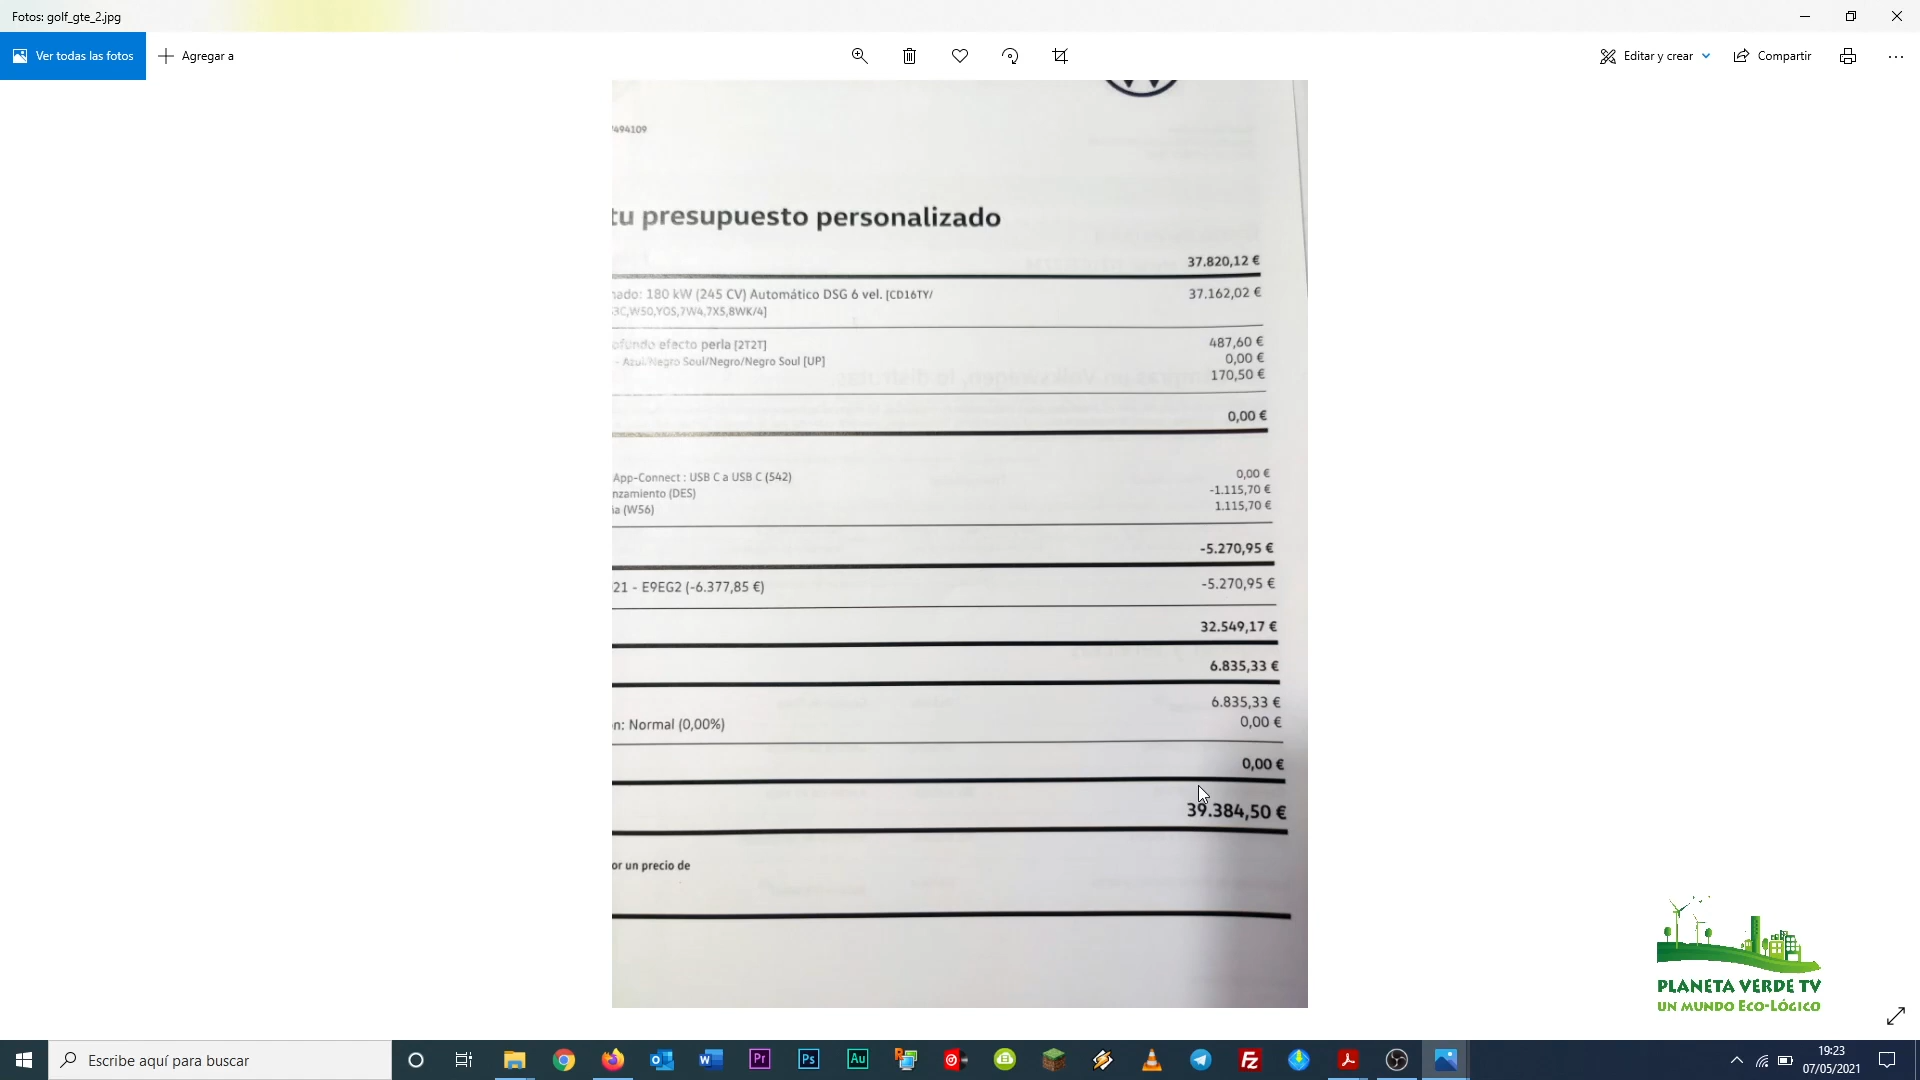 Fotos: golf_gte_2.jpg
Ver todas las fotos
Agregar a
Editar y crear
Compartir
494109
tu presupuesto personalizado
37.820,12 €
nado: 180 kW (245 CV) Automático DSG 6 vel. [CD16TY/ 37.162,02 €
3C,W50,YOS,7W4,7X5,8WK/4]
ofundo efecto perla [2T2T] 487,60 €
- Azul/Negro Soul/Negro/Negro Soul [UP] 0,00 €
170,50 €
0,00 €
App-Connect : USB C a USB C (542) 0,00 €
nzamiento (DES) -1.115,70 €
ia (W56) 1.115,70 €
-5.270,95 €
21 - E9EG2 (-6.377,85 €) -5.270,95 €
32.549,17 €
6.835,33 €
6.835,33 €
n: Normal (0,00%) 0,00 €
0,00 €
39.384,50 €
or un precio de
PLANETA VERDE TV
UN MUNDO ECO-LÓGICO
Escribe aquí para buscar
19:23
07/05/2021